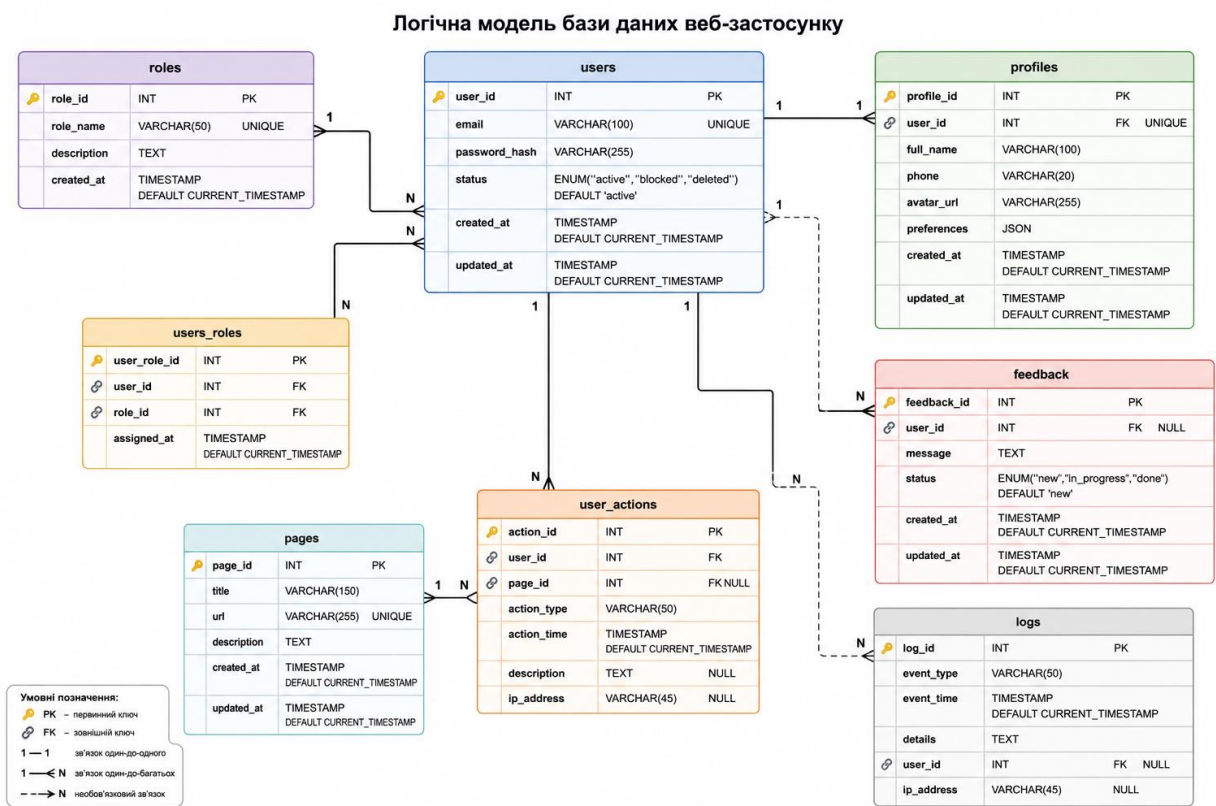 Логічна модель бази даних веб-застосунку
roles
role_id INT PK
role_name VARCHAR(50) UNIQUE
description TEXT
created_at TIMESTAMP
DEFAULT CURRENT_TIMESTAMP
1
N
users
user_id INT PK
email VARCHAR(100) UNIQUE
password_hash VARCHAR(255)
status ENUM("active","blocked","deleted")
DEFAULT 'active'
created_at TIMESTAMP
DEFAULT CURRENT_TIMESTAMP
updated_at TIMESTAMP
DEFAULT CURRENT_TIMESTAMP
1
1
profiles
profile_id INT PK
user_id INT FK UNIQUE
full_name VARCHAR(100)
phone VARCHAR(20)
avatar_url VARCHAR(255)
preferences JSON
created_at TIMESTAMP
DEFAULT CURRENT_TIMESTAMP
updated_at TIMESTAMP
DEFAULT CURRENT_TIMESTAMP
N
N
users_roles
user_role_id INT PK
user_id INT FK
role_id INT FK
assigned_at TIMESTAMP
DEFAULT CURRENT_TIMESTAMP
1
N
feedback
feedback_id INT PK
user_id INT FK NULL
message TEXT
status ENUM("new","in_progress","done")
DEFAULT 'new'
created_at TIMESTAMP
DEFAULT CURRENT_TIMESTAMP
updated_at TIMESTAMP
DEFAULT CURRENT_TIMESTAMP
1
N
user_actions
action_id INT PK
user_id INT FK
page_id INT FK NULL
action_type VARCHAR(50)
action_time TIMESTAMP
DEFAULT CURRENT_TIMESTAMP
description TEXT NULL
ip_address VARCHAR(45) NULL
pages
page_id INT PK
title VARCHAR(150)
url VARCHAR(255) UNIQUE
description TEXT
created_at TIMESTAMP
DEFAULT CURRENT_TIMESTAMP
updated_at TIMESTAMP
DEFAULT CURRENT_TIMESTAMP
1 N
1
N
N
logs
log_id INT PK
event_type VARCHAR(50)
event_time TIMESTAMP
DEFAULT CURRENT_TIMESTAMP
details TEXT
user_id INT FK NULL
ip_address VARCHAR(45) NULL
Умовні позначення:
PK – первинний ключ
FK – зовнішній ключ
1 — 1 зв'язок один-до-одного
1 — N зв'язок один-до-багатьох
N необов'язковий зв'язок